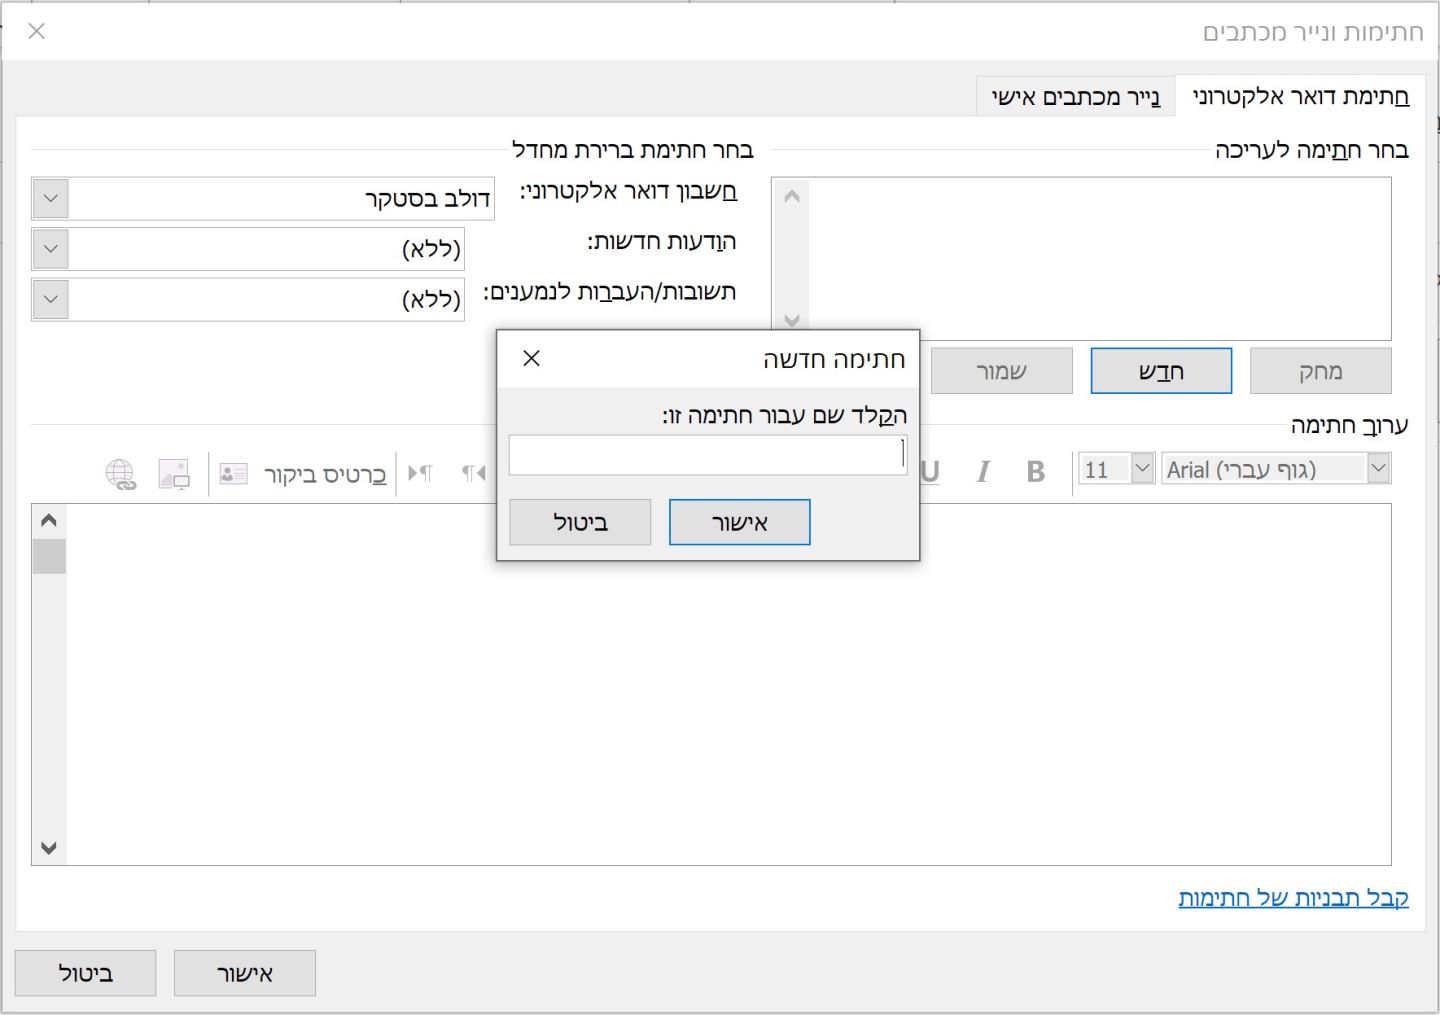 חתימות ונייר מכתבים
חתימת דואר אלקטרוני
נייר מכתבים אישי
בחר חתימה לעריכה
בחר חתימת ברירת מחדל
חשבון דואר אלקטרוני:
דולב בסטקר
הודעות חדשות:
(ללא)
תשובות/העברות לנמענים:
(ללא)
מחק
חדש
שמור
חתימה חדשה
הקלד שם עבור חתימה זו:
אישור
ביטול
ערוך חתימה
Arial (גוף עברי)
11
B
I
U
כרטיס ביקור
קבל תבניות של חתימות
אישור
ביטול